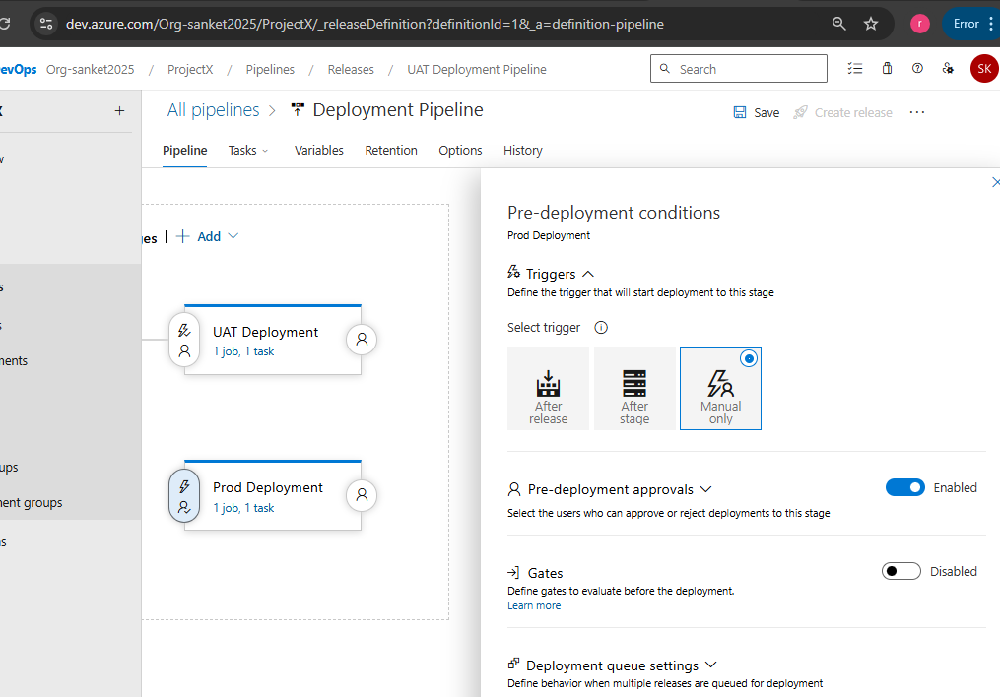 dev.azure.com/Org-sanket2025/ProjectX/_releaseDefinition?definitionId=1&_a=definition-pipeline
r
Error
evOps Org-sanket2025 / ProjectX / Pipelines / Releases / UAT Deployment Pipeline
Search
SK
All pipelines > Deployment Pipeline
Save
Create release
Pipeline Tasks Variables Retention Options History
es | + Add
UAT Deployment
1 job, 1 task
Prod Deployment
1 job, 1 task
w
s
s
ments
ups
ment groups
s
Pre-deployment conditions
Prod Deployment
Triggers
Define the trigger that will start deployment to this stage
Select trigger
After
release
After
stage
Manual
only
Pre-deployment approvals
Enabled
Select the users who can approve or reject deployments to this stage
Gates
Disabled
Define gates to evaluate before the deployment.
Learn more
Deployment queue settings
Define behavior when multiple releases are queued for deployment